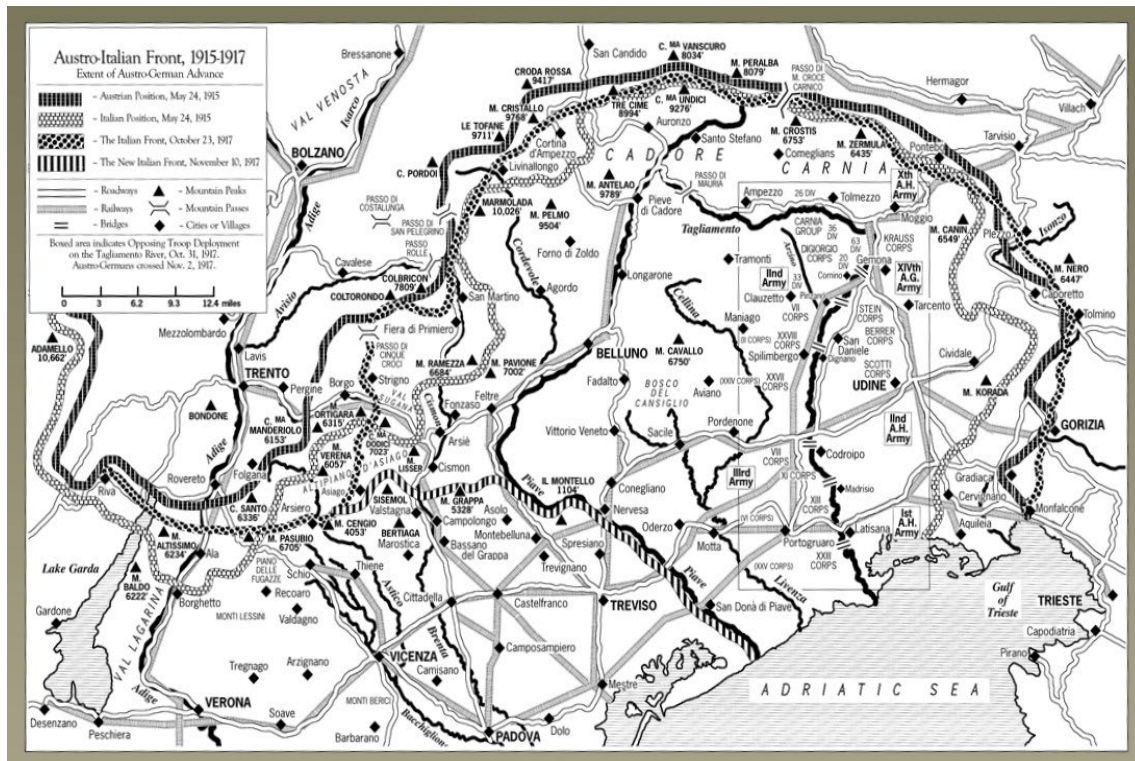 Austro-Italian Front, 1915-1917
Extent of Austro-German Advance
– Austrian Position, May 24, 1915
– Italian Position, May 24, 1915
– The Italian Front, October 23, 1917
– The New Italian Front, November 10, 1917
– Roadways
– Mountain Peaks
– Railways
– Mountain Passes
– Bridges
– Cities or Villages
Boxed area indicates Opposing Troop Deployment
on the Tagliamento River, Oct. 31, 1917.
Austro-Germans crossed Nov. 2, 1917.
0 3 6.2 9.3 12.4 miles
Bressanone
San Candido
C. MA VANSCURO
8034'
M. PERALBA
8079'
PASSO DI
M. CROCE
CARNICO
Hermagor
Villach
VAL VENOSTA
Isarco
CRODA ROSSA
9417'
M. CRISTALLO
9768'
TRE CIME
8994'
C. MA UNDICI
9276'
LE TOFANE
9711'
Auronzo
Santo Stefano
M. CROSTIS
6753'
M. ZERMULA
6435'
Tarvisio
Pontebo
BOLZANO
Cortina
d'Ampezzo
Livinallongo
CADORE
Comeglians
CARNIA
C. PORDOI
M. ANTELAO
9789'
PASSO DI
MAURIA
Ampezzo
26 DIV
Tolmezzo
Xth
A.H.
Army
Moggio
Adige
PASSO DI
COSTALUNGA
PASSO DI
SAN PELEGRINO
MARMOLADA
10,026'
M. PELMO
9504'
Pieve
di Cadore
Tagliamento
CARNIA
GROUP
36
DIV
63
DIV
KRAUSS
CORPS
M. CANIN
6549'
Plezzo
Isonzo
PASSO
ROLLE
Cordevole
Forno di Zoldo
Arzino
DIGIORGIO
CORPS
20
DIV
Gemona
Cavalese
COLBRICON
7809'
COLTORONDO
Longarone
Tramonti
IInd
Army
33
DIV
Cornino
XIVth
A.G.
Army
M. NERO
6447'
Avisio
San Martino
Agordo
Cellina
Clauzetto
Pinzano
VII
CORPS
STEIN
CORPS
Tarcento
Caporetto
Mezzolombardo
Fiera di Primiero
Maniago
BERRER
CORPS
Tolmino
ADAMELLO
10,662'
Lavis
PASSO DI
CINQUE
CROCI
M. RAMEZZA
6684'
M. PAVIONE
7002'
BELLUNO
M. CAVALLO
6750'
(II CORPS)
XXVIII
CORPS
Spilimbergo
San
Daniele
Dignano
SCOTTI
CORPS
Cividale
TRENTO
Pergine
Borgo
Strigno
VAL
SUGANA
Cismon
Fadalto
BOSCO
DEL
CANSIGLIO
Aviano
(XXIV CORPS)
XXVII
CORPS
UDINE
M. KORADA
BONDONE
C. MA
MANDERIOLO
6153'
M.
ORTIGARA
6315'
C. MA
DODICI
7023'
Fonzaso
Feltre
Arsiè
Adige
M.
VERENA
6057'
ALTIPIANO D'ASIAGO
M.
LISSER
Cismon
Vittorio Veneto
Sacile
Pordenone
VIII
CORPS
IInd
A.H.
Army
GORIZIA
Riva
Rovereto
Folgaria
Asiago
SISEMOL
M. GRAPPA
5328'
Piave
IL MONTELLO
1104'
Conegliano
IIIrd
Army
XI CORPS
Codroipo
Gradisca
C. SANTO
6336'
Arsiero
M. CENGIO
4053'
Valstagna
Campolongo
Asolo
Nervesa
Madrisio
Cervignano
M.
ALTISSIMO
6234'
Ala
M. PASUBIO
6705'
BERTIAGA
Marostica
Bassano
del Grappa
Montebelluna
Oderzo
(VI CORPS)
XIII
CORPS
Latisana
Ist
A.H.
Army
Aquileia
Monfalcone
Lake Garda
M.
BALDO
6222'
PIANO
DELLE
FUGAZZE
Schio
Thiene
Spresiano
Trevignano
Motta
Portogruaro
XXIII
CORPS
Piave
(XXV CORPS)
Borghetto
Recoaro
Astico
Livenza
Gardone
VAL LAGARINA
MONTI LESSINI
Valdagno
Cittadella
Castelfranco
TREVISO
San Donà di Piave
Gulf
of
Trieste
TRIESTE
Brenta
Capodiatria
Tregnago
Arzignano
VICENZA
Camisano
Camposampiero
Pirano
Adige
VERONA
Soave
MONTI BERICI
Mestre
ADRIATIC SEA
Desenzano
Peschiera
Barbarano
Bacchiglione
PADOVA
Dolo